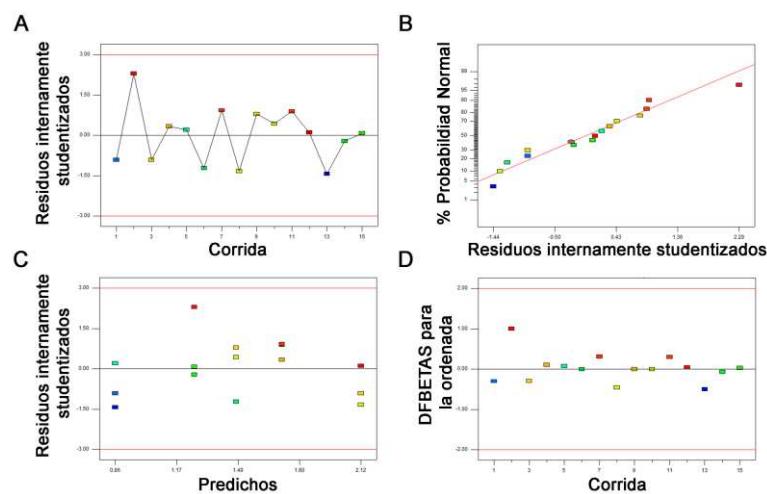 A
Residuos internamente
studentizados
3.00
1.50
0.00
-1.50
-3.00
1 3 5 7 9 11 13 15
Corrida
B
% Probabildiad Normal
99
95
90
80
70
50
30
20
10
5
1
-1.44 -0.50 0.43 1.36 2.29
Residuos internamente studentizados
C
Residuos internamente
studentizados
3.00
1.50
0.00
-1.50
-3.00
0.86 1.17 1.49 1.80 2.12
Predichos
D
DFBETAS para
la ordenada
2.00
1.00
0.00
-1.00
-2.00
1 3 5 7 9 11 13 15
Corrida